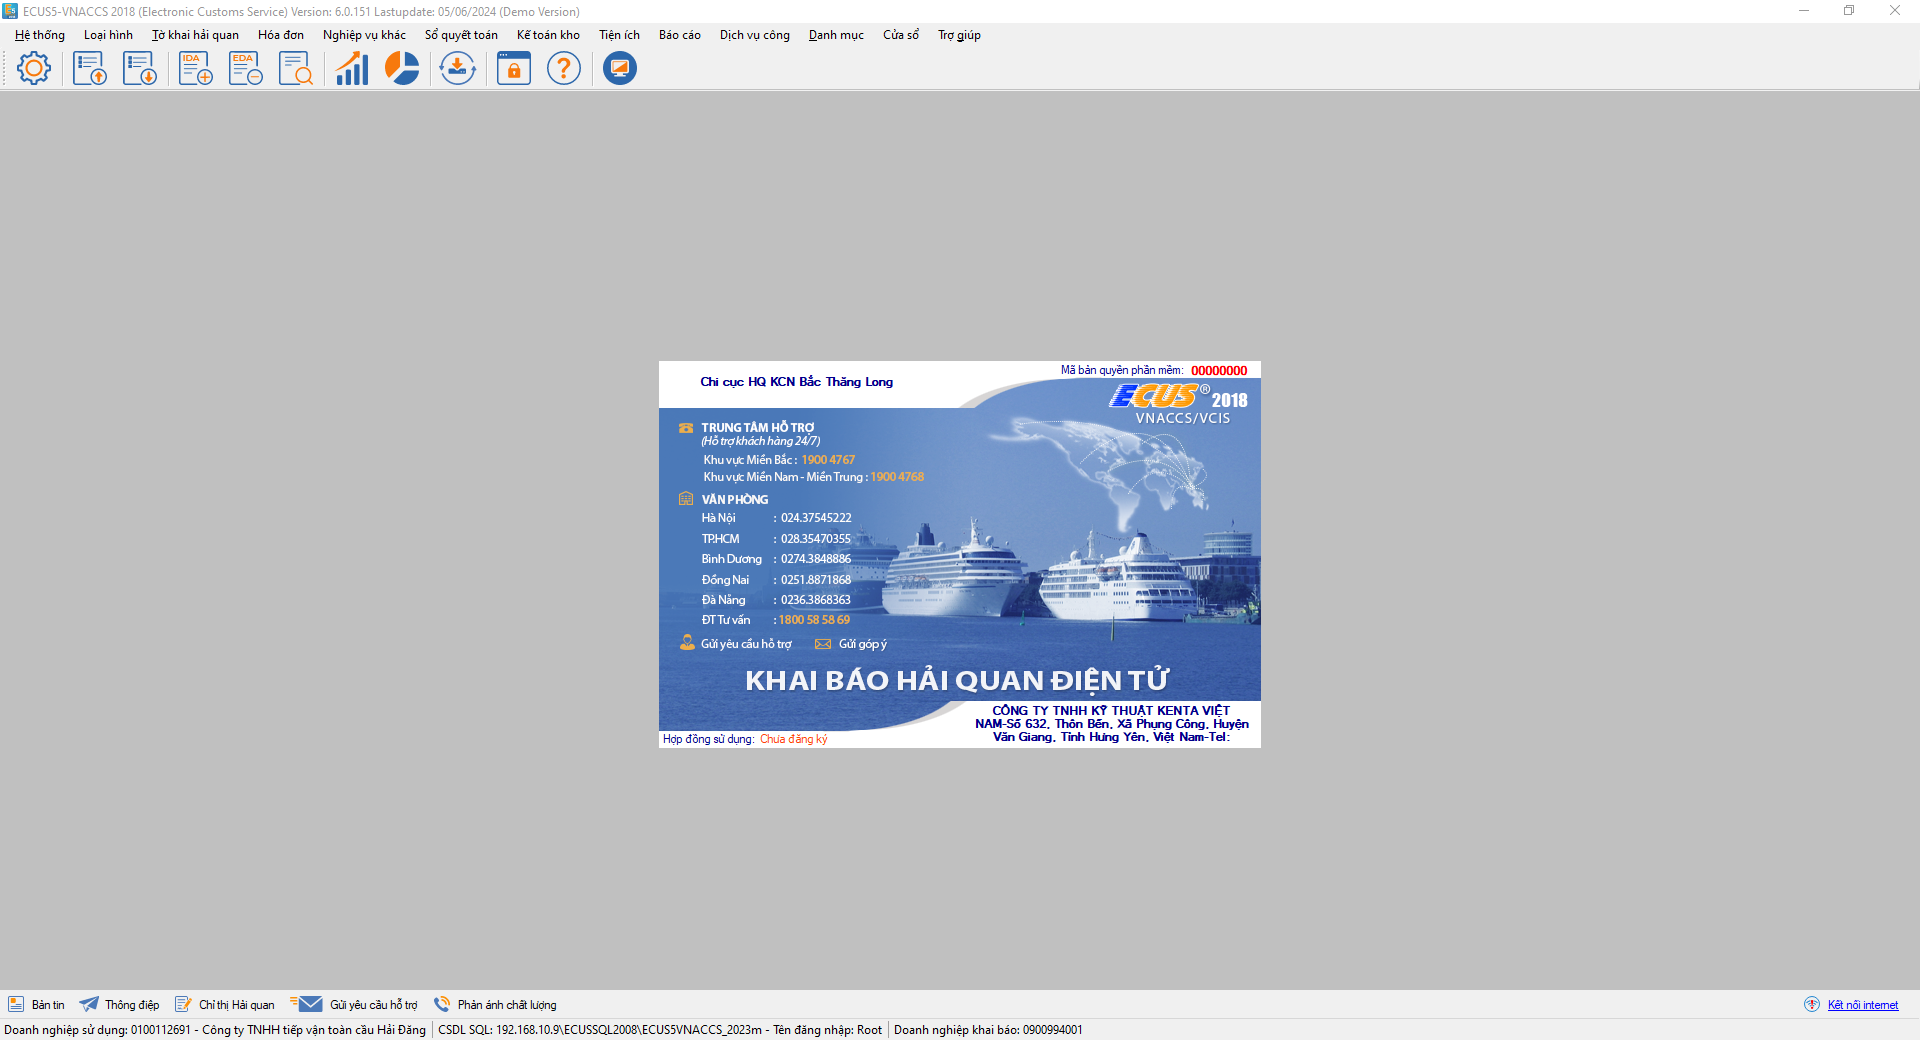 ECUS5-VNACCS 2018 (Electronic Customs Service) Version: 6.0.151 Lastupdate: 05/06/2024 (Demo Version)
Hệ thống Loại hình Tờ khai hải quan Hóa đơn Nghiệp vụ khác Sổ quyết toán Kế toán kho Tiện ích Báo cáo Dịch vụ công Danh mục Cửa sổ Trợ giúp
IDA EDA
Mã bản quyền phần mềm: 00000000
Chi cục HQ KCN Bắc Thăng Long
ECUS® 2018
VNACCS/VCIS
TRUNG TÂM HỖ TRỢ
(Hỗ trợ khách hàng 24/7)
Khu vực Miền Bắc : 1900 4767
Khu vực Miền Nam - Miền Trung : 1900 4768
VĂN PHÒNG
Hà Nội : 024.37545222
TP.HCM : 028.35470355
Bình Dương : 0274.3848886
Đồng Nai : 0251.8871868
Đà Nẵng : 0236.3868363
ĐT Tư vấn : 1800 58 58 69
Gửi yêu cầu hỗ trợ Gửi góp ý
KHAI BÁO HẢI QUAN ĐIỆN TỬ
CÔNG TY TNHH KỸ THUẬT KENTA VIỆT
NAM-Số 632, Thôn Bến, Xã Phụng Công, Huyện
Văn Giang, Tỉnh Hưng Yên, Việt Nam-Tel:
Hợp đồng sử dụng: Chưa đăng ký
Bản tin Thông điệp Chỉ thị Hải quan Gửi yêu cầu hỗ trợ Phản ánh chất lượng Kết nối internet
Doanh nghiệp sử dụng: 0100112691 - Công ty TNHH tiếp vận toàn cầu Hải Đăng CSDL SQL: 192.168.10.9\ECUSSQL2008\ECUS5VNACCS_2023m - Tên đăng nhập: Root Doanh nghiệp khai báo: 0900994001